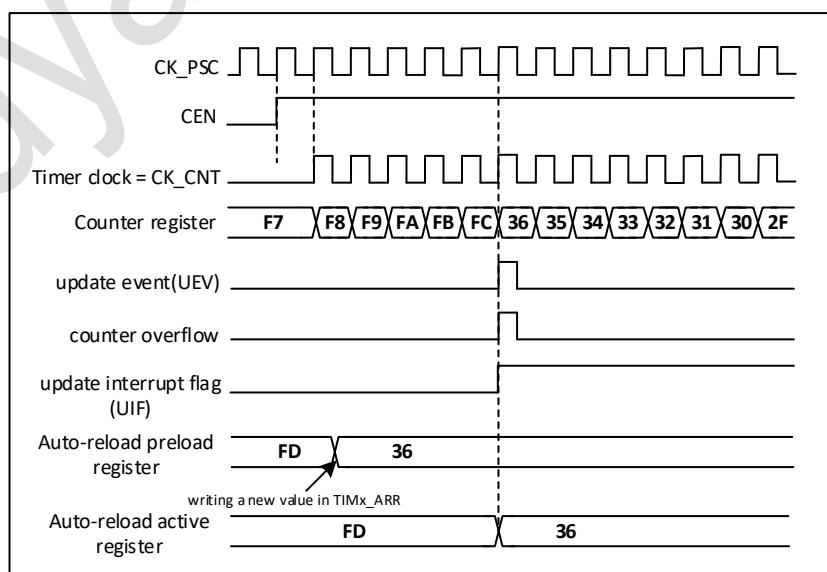 CK_PSC
CEN
Timer clock = CK_CNT
Counter register F7 F8 F9 FA FB FC 36 35 34 33 32 31 30 2F
update event(UEV)
counter overflow
update interrupt flag
(UIF)
Auto-reload preload
register
FD 36
writing a new value in TIMx_ARR
Auto-reload active
register
FD 36